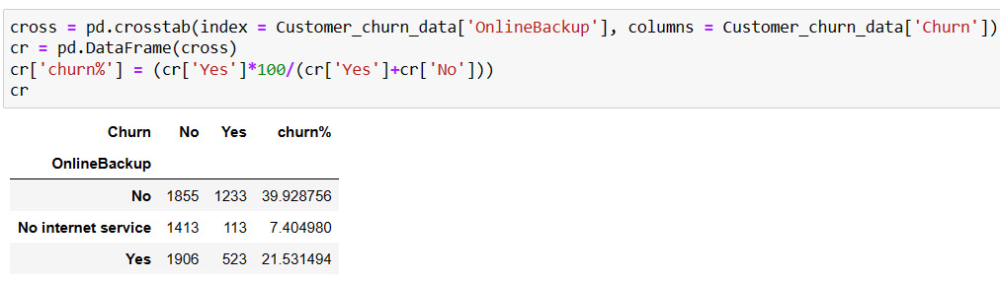 cross = pd.crosstab(index = Customer_churn_data['OnlineBackup'], columns = Customer_churn_data['Churn'])
cr = pd.DataFrame(cross)
cr['churn%'] = (cr['Yes']*100/(cr['Yes']+cr['No']))
cr
Churn No Yes churn%
OnlineBackup
No 1855 1233 39.928756
No internet service 1413 113 7.404980
Yes 1906 523 21.531494